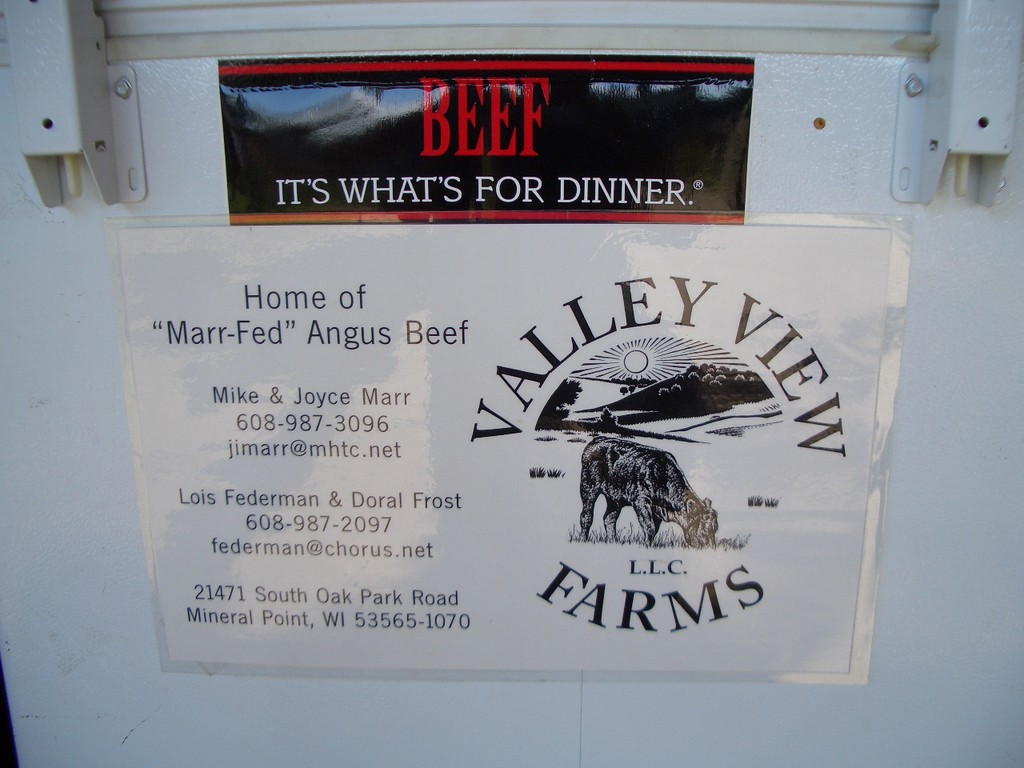 BEEF
IT'S WHAT'S FOR DINNER.®
Home of
"Marr-Fed" Angus Beef
Mike & Joyce Marr
608-987-3096
jimarr@mhtc.net
Lois Federman & Doral Frost
608-987-2097
federman@chorus.net
21471 South Oak Park Road
Mineral Point, WI 53565-1070
VALLEY VIEW
L.L.C.
FARMS